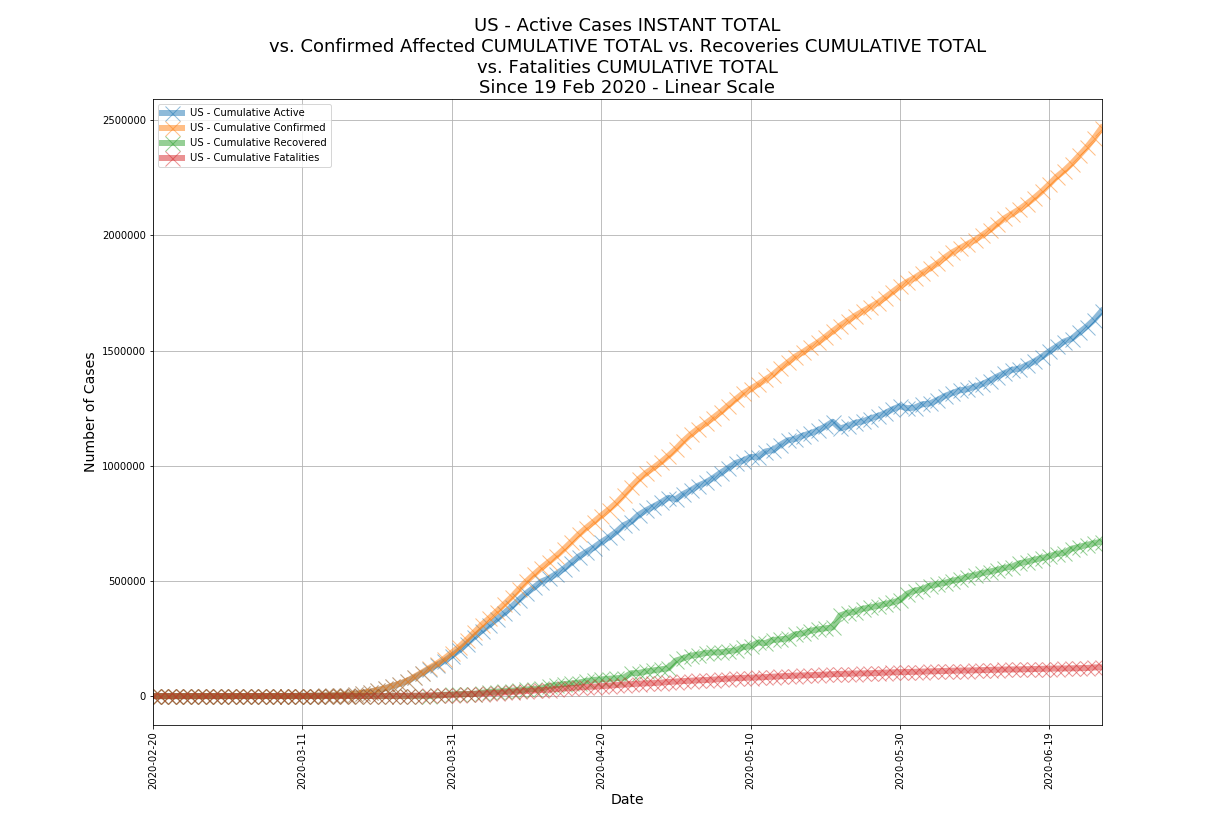 US - Active Cases INSTANT TOTAL
vs. Confirmed Affected CUMULATIVE TOTAL vs. Recoveries CUMULATIVE TOTAL
vs. Fatalities CUMULATIVE TOTAL
Since 19 Feb 2020 - Linear Scale
US - Cumulative Active
US - Cumulative Confirmed
US - Cumulative Recovered
US - Cumulative Fatalities
Number of Cases
2500000
2000000
1500000
1000000
500000
0
2020-02-20
2020-03-11
2020-03-31
2020-04-20
2020-05-10
2020-05-30
2020-06-19
Date